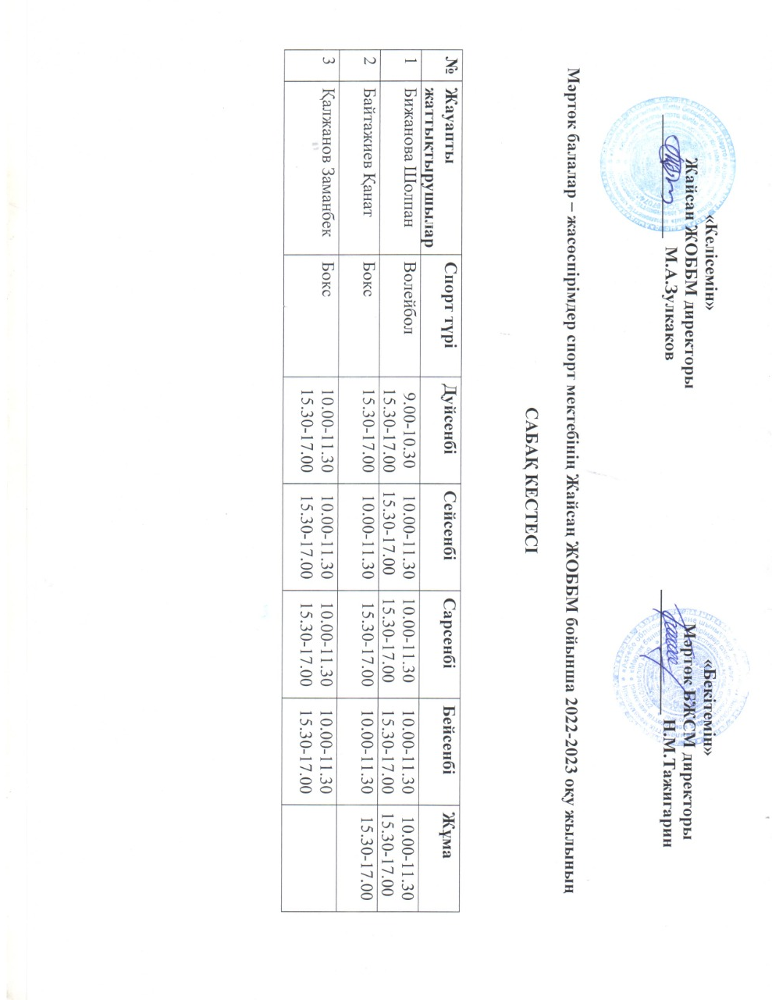 «Келісемін»
Жайсан ЖОББМ директоры
М.А.Зулкаков
«Бекітемін»
Мәртөк БЖСМ директоры
Н.М.Тажигарин
Мәртөк балалар – жасөспірімдер спорт мектебінің Жайсаң ЖОББМ бойынша 2022-2023 оқу жылының
САБАҚ КЕСТЕСІ
№ Жауапты жаттықтырушылар Спорт түрі Дуйсенбі Сейсенбі Сарсенбі Бейсенбі Жұма
1 Бижанова Шолпан Волейбол 9.00-10.30 10.00-11.30 10.00-11.30 10.00-11.30 10.00-11.30
15.30-17.00 15.30-17.00 15.30-17.00 15.30-17.00 15.30-17.00
2 Байтажиев Қанат Бокс 15.30-17.00 10.00-11.30 15.30-17.00 10.00-11.30 15.30-17.00
3 Қалжанов Заманбек Бокс 10.00-11.30 10.00-11.30 10.00-11.30 10.00-11.30
15.30-17.00 15.30-17.00 15.30-17.00 15.30-17.00